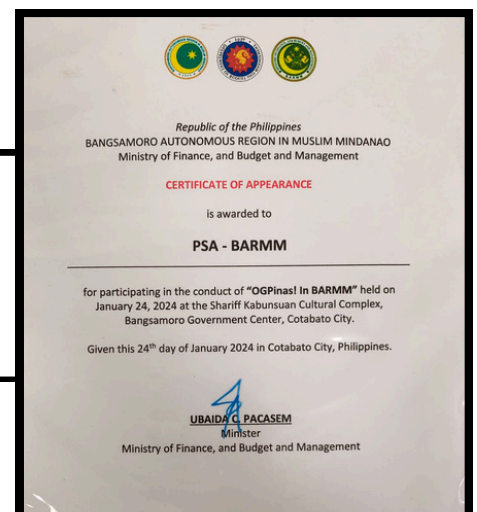 Republic of the Philippines
BANGSAMORO AUTONOMOUS REGION IN MUSLIM MINDANAO
Ministry of Finance, and Budget and Management
CERTIFICATE OF APPEARANCE
is awarded to
PSA - BARMM
for participating in the conduct of “OGPinas! In BARMM” held on
January 24, 2024 at the Shariff Kabunsuan Cultural Complex,
Bangsamoro Government Center, Cotabato City.
Given this 24th day of January 2024 in Cotabato City, Philippines.
UBAIDA C. PACASEM
Minister
Ministry of Finance, and Budget and Management